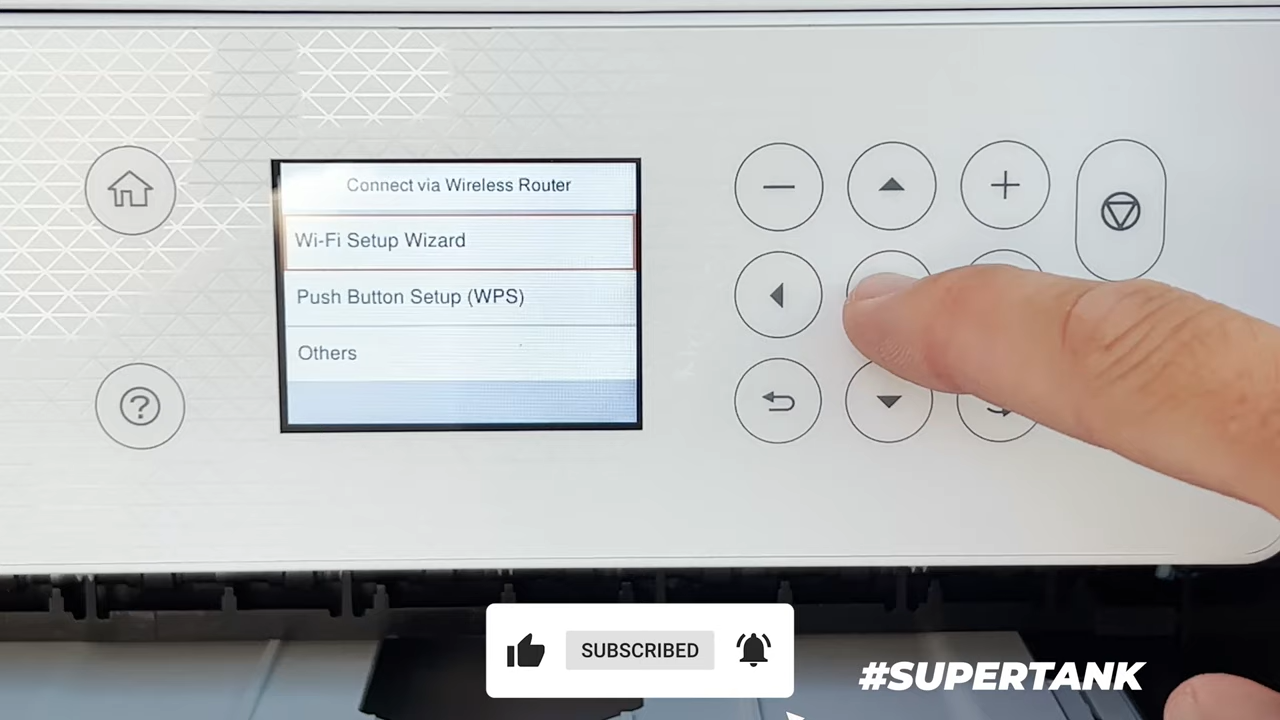 Connect via Wireless Router
Wi-Fi Setup Wizard
Push Button Setup (WPS)
Others
SUBSCRIBED
#SUPERTANK